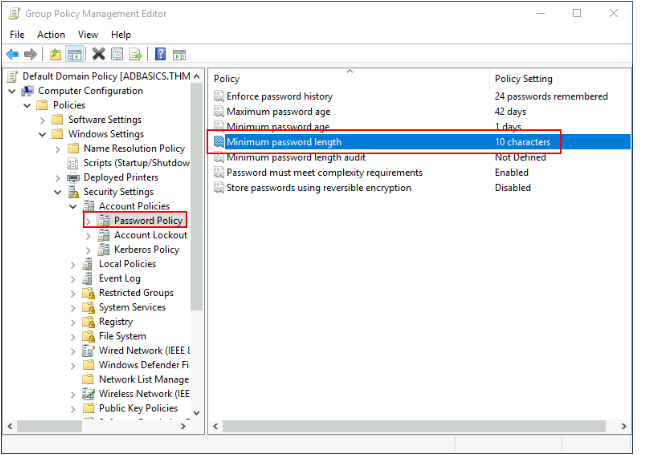 Group Policy Management Editor
File Action View Help
Default Domain Policy [ADBASICS.THM
Computer Configuration
Policies
Software Settings
Windows Settings
Name Resolution Policy
Scripts (Startup/Shutdow
Deployed Printers
Security Settings
Account Policies
Password Policy
Account Lockout
Kerberos Policy
Local Policies
Event Log
Restricted Groups
System Services
Registry
File System
Wired Network (IEEE 8
Windows Defender Fi
Network List Manage
Wireless Network (IEE
Public Key Policies
Policy Policy Setting
Enforce password history 24 passwords remembered
Maximum password age 42 days
Minimum password age 1 days
Minimum password length 10 characters
Minimum password length audit Not Defined
Password must meet complexity requirements Enabled
Store passwords using reversible encryption Disabled